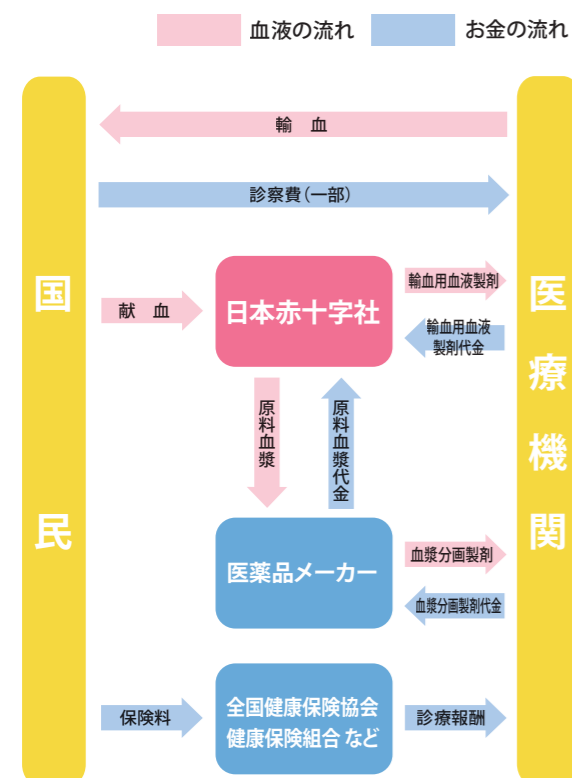 血液の流れ
お金の流れ
輸 血
診察費(一部)
国民
医療機関
献 血
日本赤十字社
輸血用血液製剤
輸血用血液
製剤代金
原料血漿
原料血漿代金
医薬品メーカー
血漿分画製剤
血漿分画製剤代金
保険料
全国健康保険協会
健康保険組合 など
診療報酬